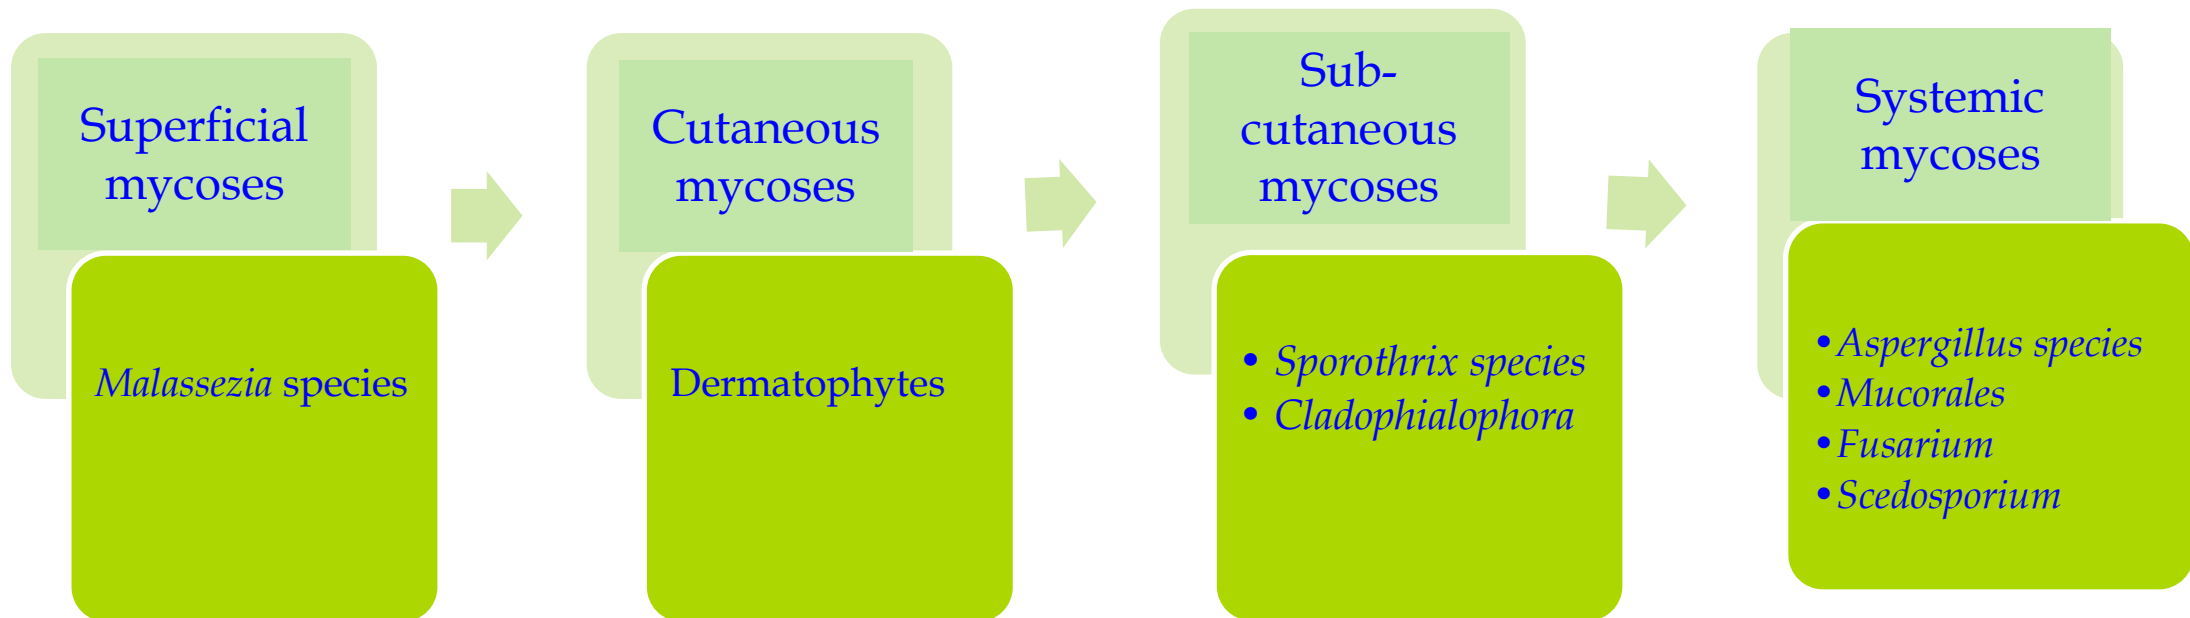 Superficial
mycoses
Malassezia species
Cutaneous
mycoses
Dermatophytes
Sub-
cutaneous
mycoses
• Sporothrix species
• Cladophialophora
Systemic
mycoses
•Aspergillus species
•Mucorales
•Fusarium
•Scedosporium